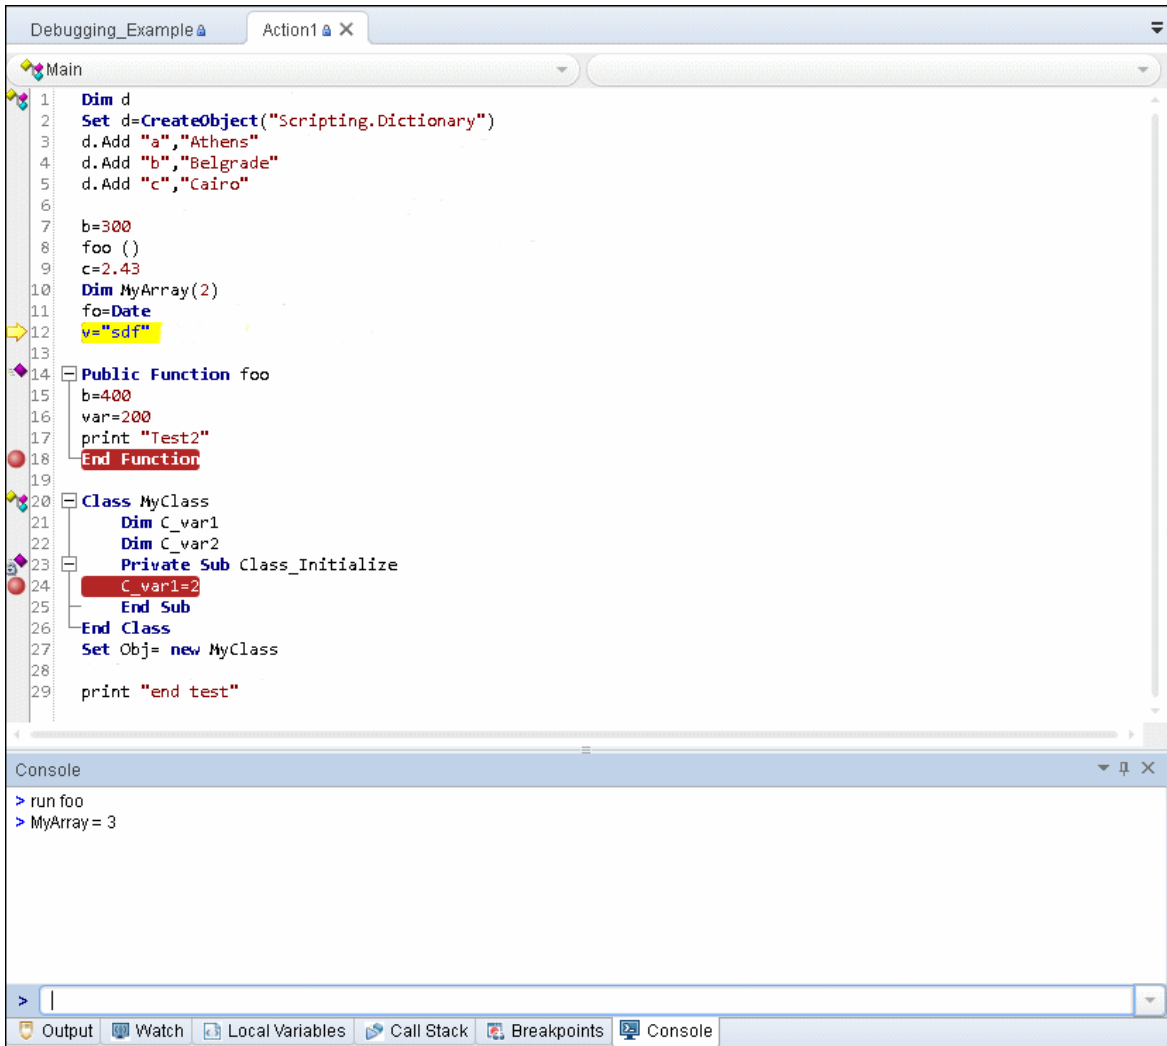 Debugging_Example Action1
Main
1 Dim d
2 Set d=CreateObject("Scripting.Dictionary")
3 d.Add "a","Athens"
4 d.Add "b","Belgrade"
5 d.Add "c","Cairo"
6
7 b=300
8 foo ()
9 c=2.43
10 Dim MyArray(2)
11 fo=Date
12 v="sdf"
13
14 Public Function foo
15 b=400
16 var=200
17 print "Test2"
18 End Function
19
20 Class MyClass
21 Dim C_var1
22 Dim C_var2
23 Private Sub Class_Initialize
24 C_var1=2
25 End Sub
26 End Class
27 Set Obj= new MyClass
28
29 print "end test"
Console
> run foo
> MyArray = 3
>
Output Watch Local Variables Call Stack Breakpoints Console